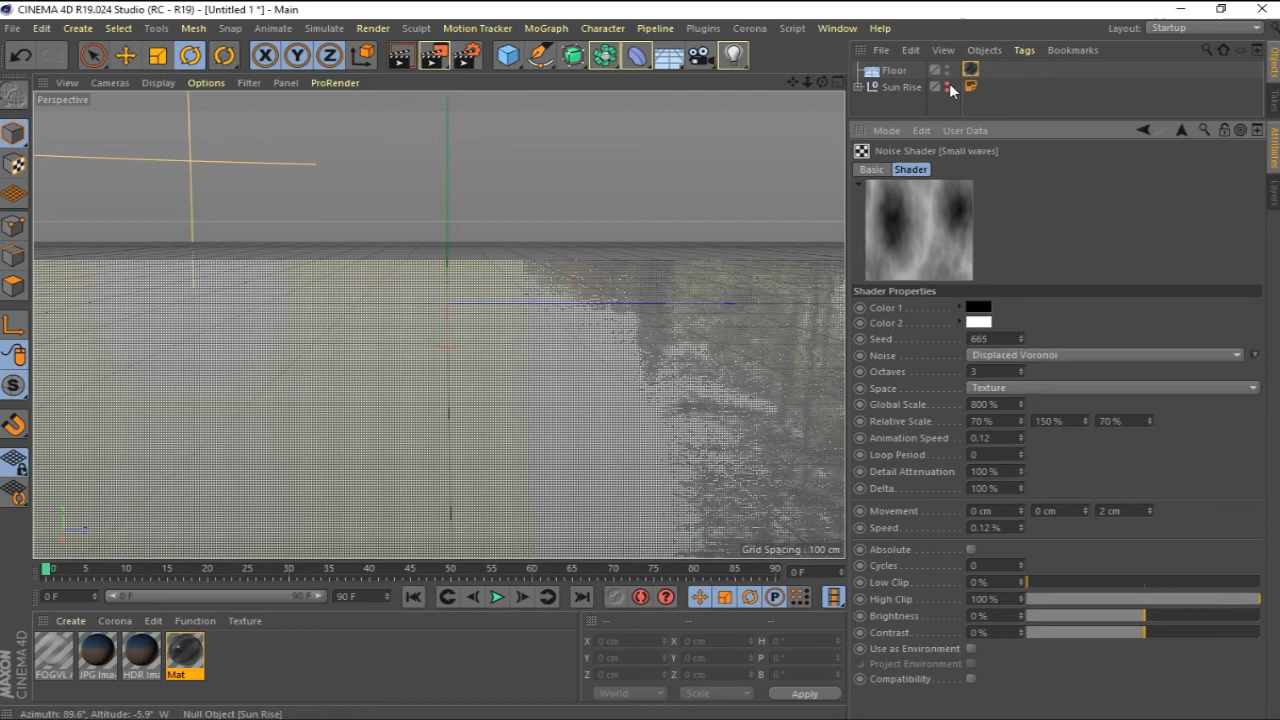 CINEMA 4D R19.024 Studio (RC - R19) - [Untitled 1 *] - Main
File Edit Create Select Tools Mesh Snap Animate Simulate Render Sculpt Motion Tracker MoGraph Character Pipeline Plugins Corona Script Window Help Layout: Startup
File Edit View Objects Tags Bookmarks
View Cameras Display Options Filter Panel ProRender
Perspective
Floor
Sun Rise
Objects
Takes
Attributes
Layers
Mode Edit User Data
Noise Shader [Small waves]
Basic Shader
Shader Properties
Color 1
Color 2
Seed 665
Noise Displaced Voronoi
Octaves 3
Space Texture
Global Scale 800 %
Relative Scale 70 % 150 % 70 %
Animation Speed 0.12
Loop Period 0
Detail Attenuation 100 %
Delta 100 %
Movement 0 cm 0 cm 2 cm
Speed 0.12 %
Absolute
Cycles 0
Low Clip 0 %
High Clip 100 %
Brightness 0 %
Contrast 0 %
Use as Environment
Project Environment
Compatibility
Y
Grid Spacing : 100 cm
0 5 10 15 20 25 30 35 40 45 50 55 60 65 70 75 80 85 90 0 F
0 F 0 F 90 F 90 F
Create Corona Edit Function Texture
FOGVL JPG Ima HDR Ima Mat
-- -- --
X 0 cm X 0 cm H 0 °
Y 0 cm Y 0 cm P 0 °
Z 0 cm Z 0 cm B 0 °
World Scale Apply
MAXON
CINEMA 4D
Azimuth: 89.6°, Altitude: -5.9° W Null Object [Sun Rise]